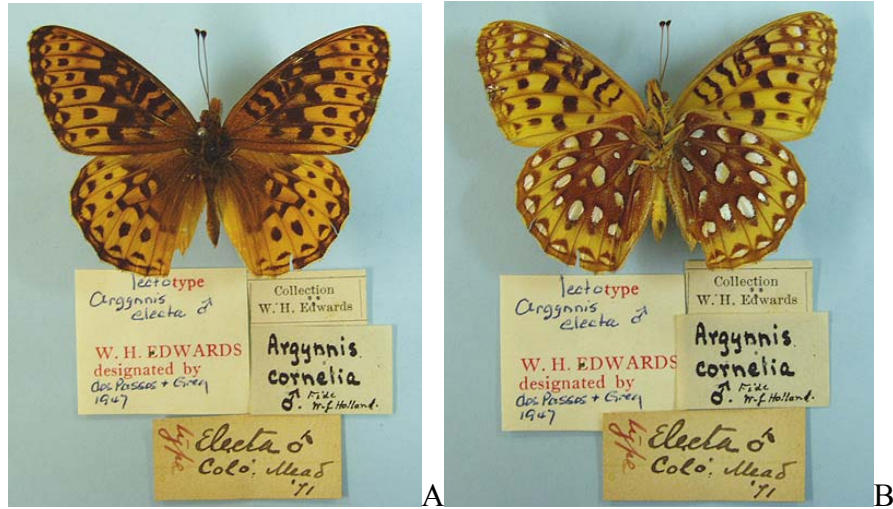 lectotype
Argynnis
electa ♂
W. H. EDWARDS
designated by
dos Passos + Grey
1947
Collection
W. H. Edwards
Argynnis
cornelia
♂. Fide
W. J. Holland.
type
Electa ♂
Colo. Mead
'71
A
lectotype
Argynnis
electa ♂
W. H. EDWARDS
designated by
dos Passos + Grey
1947
Collection
W. H. Edwards
Argynnis
cornelia
♂. Fide
W. J. Holland.
type
Electa ♂
Colo. Mead
'71
B